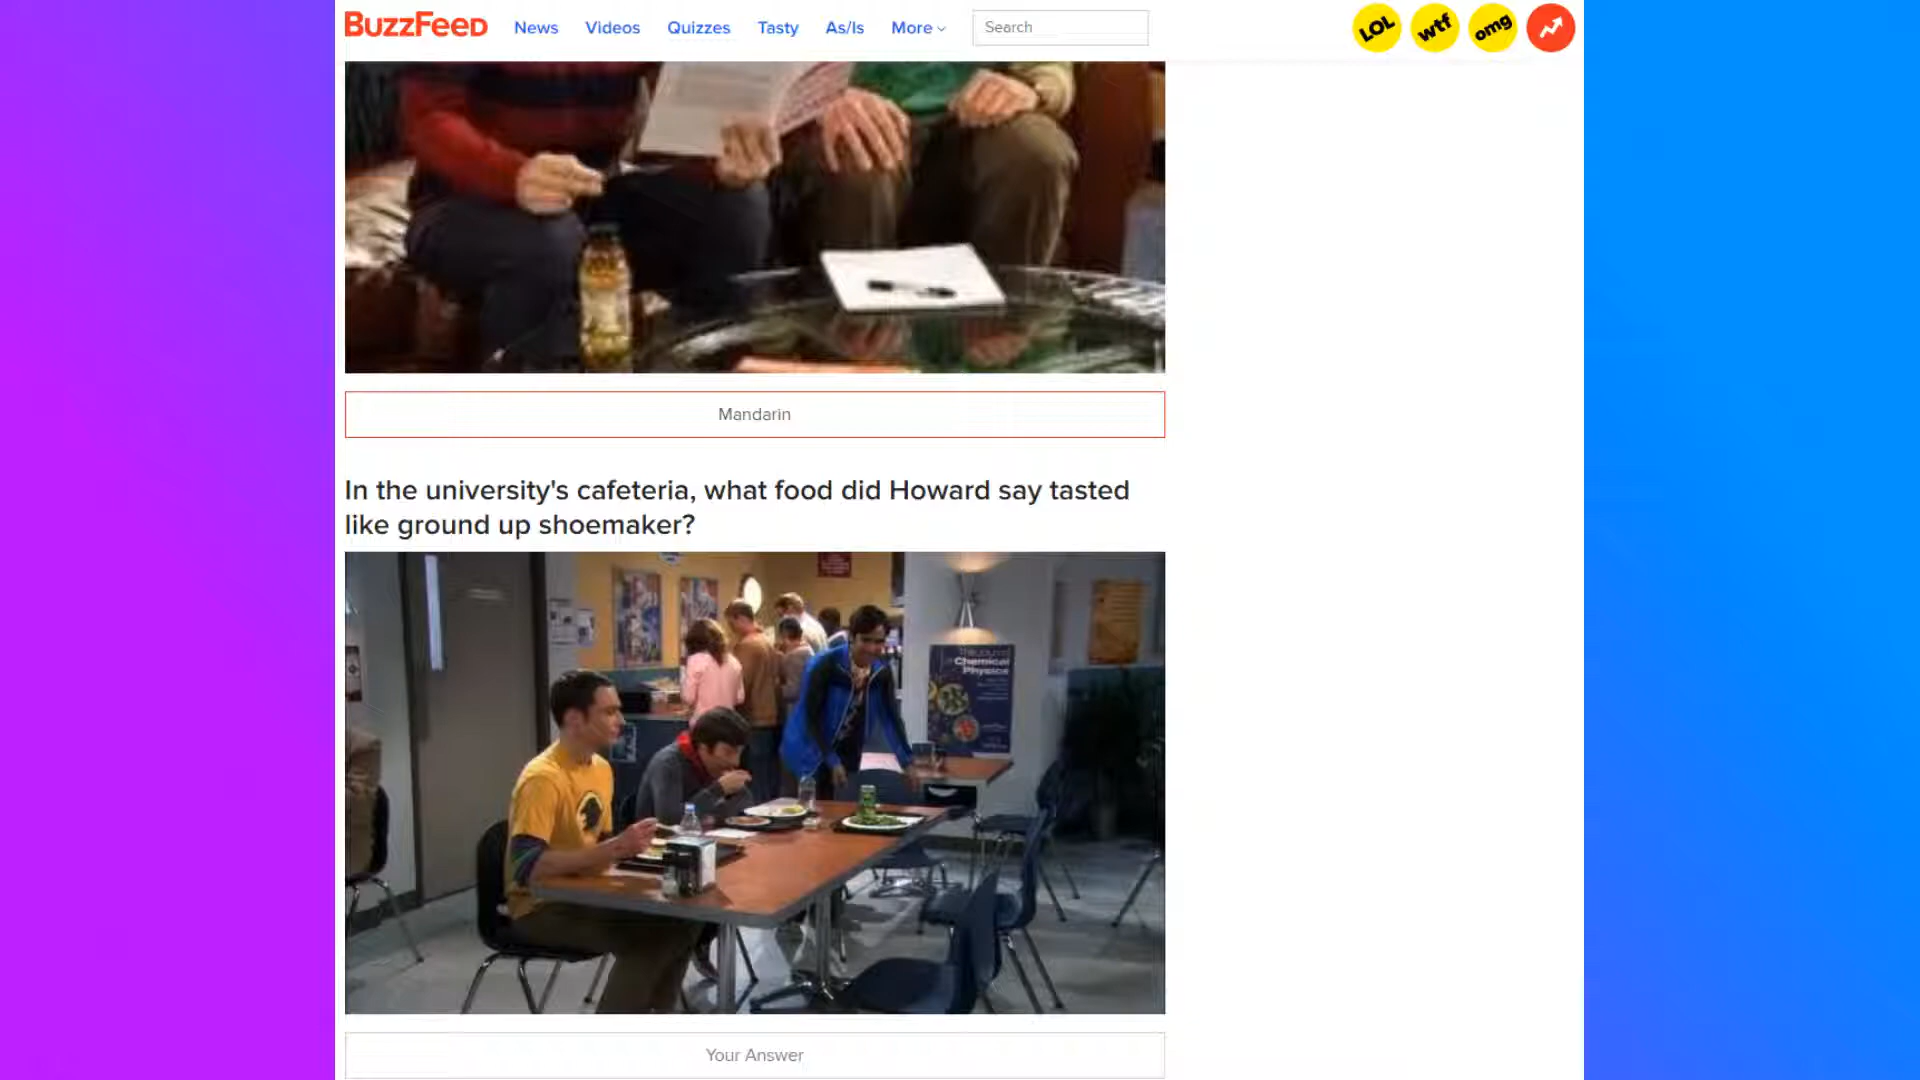 BuzzFeed
News Videos Quizzes Tasty As/Is More Search
LOL wtf omg
Mandarin
In the university's cafeteria, what food did Howard say tasted
like ground up shoemaker?
Chemical
Physics
Your Answer